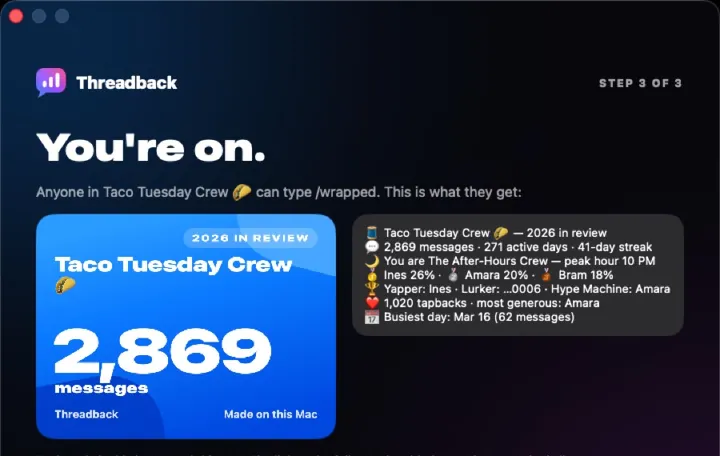 Threadback
STEP 3 OF 3
You're on.
Anyone in Taco Tuesday Crew 🌮 can type /wrapped. This is what they get:
2026 IN REVIEW
Taco Tuesday Crew
🌮
2,869
messages
Threadback
Made on this Mac
🧵 Taco Tuesday Crew 🌮 — 2026 in review
💬 2,869 messages · 271 active days · 41-day streak
🌙 You are The After-Hours Crew — peak hour 10 PM
🥇 Ines 26% · 🥈 Amara 20% · 🥉 Bram 18%
🏆 Yapper: Ines · Lurker: …0006 · Hype Machine: Amara
❤️ 1,020 tapbacks · most generous: Amara
📅 Busiest day: Mar 16 (62 messages)